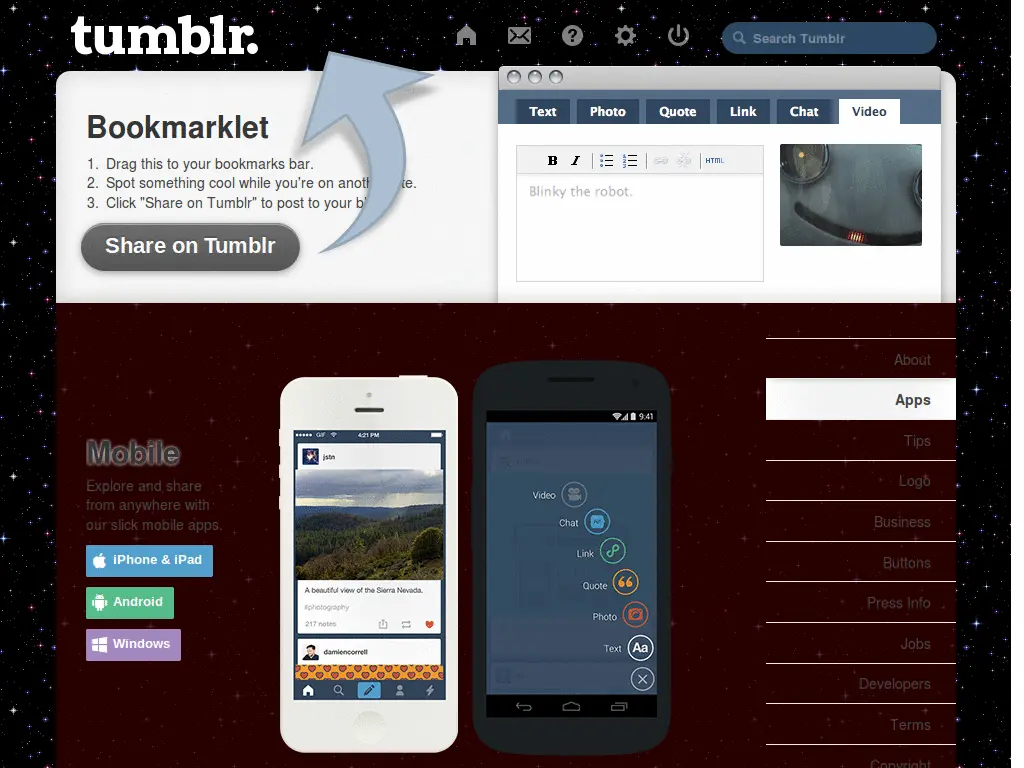 tumblr.
Search Tumblr
Bookmarklet
1. Drag this to your bookmarks bar.
2. Spot something cool while you're on
3. Click "Share on Tumblr" to post to your
Share on Tumblr
Text Photo Quote Link Chat Video
B I HTML
Blinky the robot.
Mobile
Explore and share
from anywhere with
our slick mobile apps.
iPhone & iPad
Android
Windows
GIF 4:21 PM
jstn
A beautiful view of the Sierra Nevada.
#photography
217 notes
damiencorrell
9:41
Video
Chat
Link
Quote
Photo
Text Aa
About
Apps
Tips
Logo
Business
Buttons
Press Info
Jobs
Developers
Terms
Copyright